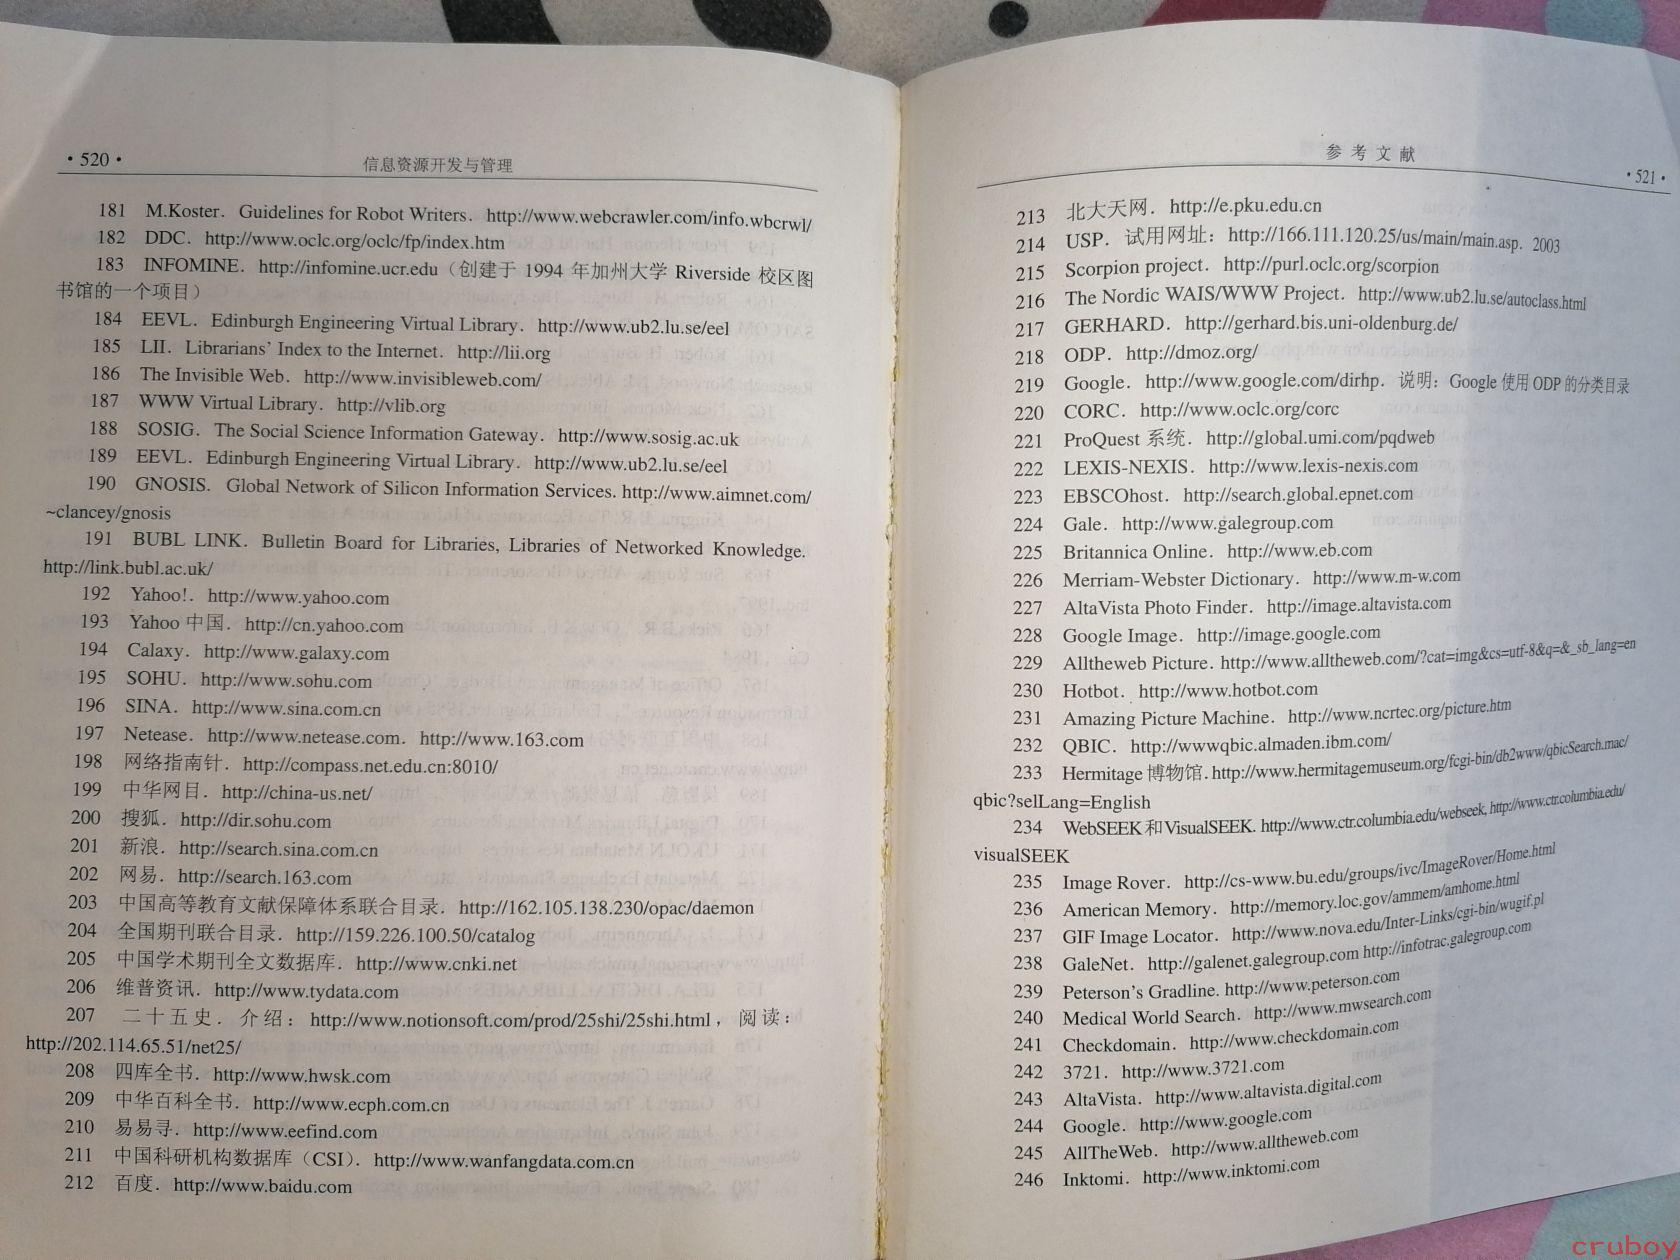 • 520 •
信息资源开发与管理
181 M.Koster. Guidelines for Robot Writers. http://www.webcrawler.com/info.wbcrwl/
182 DDC. http://www.oclc.org/oclc/fp/index.htm
183 INFOMINE. http://infomine.ucr.edu（创建于 1994 年加州大学 Riverside 校区图
书馆的一个项目）
184 EEVL. Edinburgh Engineering Virtual Library. http://www.ub2.lu.se/eel
185 LII. Librarians' Index to the Internet. http://lii.org
186 The Invisible Web. http://www.invisibleweb.com/
187 WWW Virtual Library. http://vlib.org
188 SOSIG. The Social Science Information Gateway. http://www.sosig.ac.uk
189 EEVL. Edinburgh Engineering Virtual Library. http://www.ub2.lu.se/eel
190 GNOSIS. Global Network of Silicon Information Services. http://www.aimnet.com/
~clancey/gnosis
191 BUBL LINK. Bulletin Board for Libraries, Libraries of Networked Knowledge.
http://link.bubl.ac.uk/
192 Yahoo!. http://www.yahoo.com
193 Yahoo 中国. http://cn.yahoo.com
194 Calaxy. http://www.galaxy.com
195 SOHU. http://www.sohu.com
196 SINA. http://www.sina.com.cn
197 Netease. http://www.netease.com. http://www.163.com
198 网络指南针. http://compass.net.edu.cn:8010/
199 中华网目. http://china-us.net/
200 搜狐. http://dir.sohu.com
201 新浪. http://search.sina.com.cn
202 网易. http://search.163.com
203 中国高等教育文献保障体系联合目录. http://162.105.138.230/opac/daemon
204 全国期刊联合目录. http://159.226.100.50/catalog
205 中国学术期刊全文数据库. http://www.cnki.net
206 维普资讯. http://www.tydata.com
207 二十五史. 介绍：http://www.notionsoft.com/prod/25shi/25shi.html，阅读：
http://202.114.65.51/net25/
208 四库全书. http://www.hwsk.com
209 中华百科全书. http://www.ecph.com.cn
210 易易寻. http://www.eefind.com
211 中国科研机构数据库（CSI）. http://www.wanfangdata.com.cn
212 百度. http://www.baidu.com
参考文献
• 521 •
213 北大天网. http://e.pku.edu.cn
214 USP. 试用网址：http://166.111.120.25/us/main/main.asp. 2003
215 Scorpion project. http://purl.oclc.org/scorpion
216 The Nordic WAIS/WWW Project. http://www.ub2.lu.se/autoclass.html
217 GERHARD. http://gerhard.bis.uni-oldenburg.de/
218 ODP. http://dmoz.org/
219 Google. http://www.google.com/dirhp. 说明：Google 使用 ODP 的分类目录
220 CORC. http://www.oclc.org/corc
221 ProQuest 系统. http://global.umi.com/pqdweb
222 LEXIS-NEXIS. http://www.lexis-nexis.com
223 EBSCOhost. http://search.global.epnet.com
224 Gale. http://www.galegroup.com
225 Britannica Online. http://www.eb.com
226 Merriam-Webster Dictionary. http://www.m-w.com
227 AltaVista Photo Finder. http://image.altavista.com
228 Google Image. http://image.google.com
229 Alltheweb Picture. http://www.alltheweb.com/?cat=img&cs=utf-8&q=&_sb_lang=en
230 Hotbot. http://www.hotbot.com
231 Amazing Picture Machine. http://www.ncrtec.org/picture.htm
232 QBIC. http://wwwqbic.almaden.ibm.com/
233 Hermitage 博物馆. http://www.hermitagemuseum.org/fcgi-bin/db2www/qbicSearch.mac/
qbic?selLang=English
234 WebSEEK 和 VisualSEEK. http://www.ctr.columbia.edu/webseek, http://www.ctr.columbia.edu/
visualSEEK
235 Image Rover. http://cs-www.bu.edu/groups/ivc/ImageRover/Home.html
236 American Memory. http://memory.loc.gov/ammem/amhome.html
237 GIF Image Locator. http://www.nova.edu/Inter-Links/cgi-bin/wugif.pl
238 GaleNet. http://galenet.galegroup.com http://infotrac.galegroup.com
239 Peterson's Gradline. http://www.peterson.com
240 Medical World Search. http://www.mwsearch.com
241 Checkdomain. http://www.checkdomain.com
242 3721. http://www.3721.com
243 AltaVista. http://www.altavista.digital.com
244 Google. http://www.google.com
245 AllTheWeb. http://www.alltheweb.com
246 Inktomi. http://www.inktomi.com
cruboy